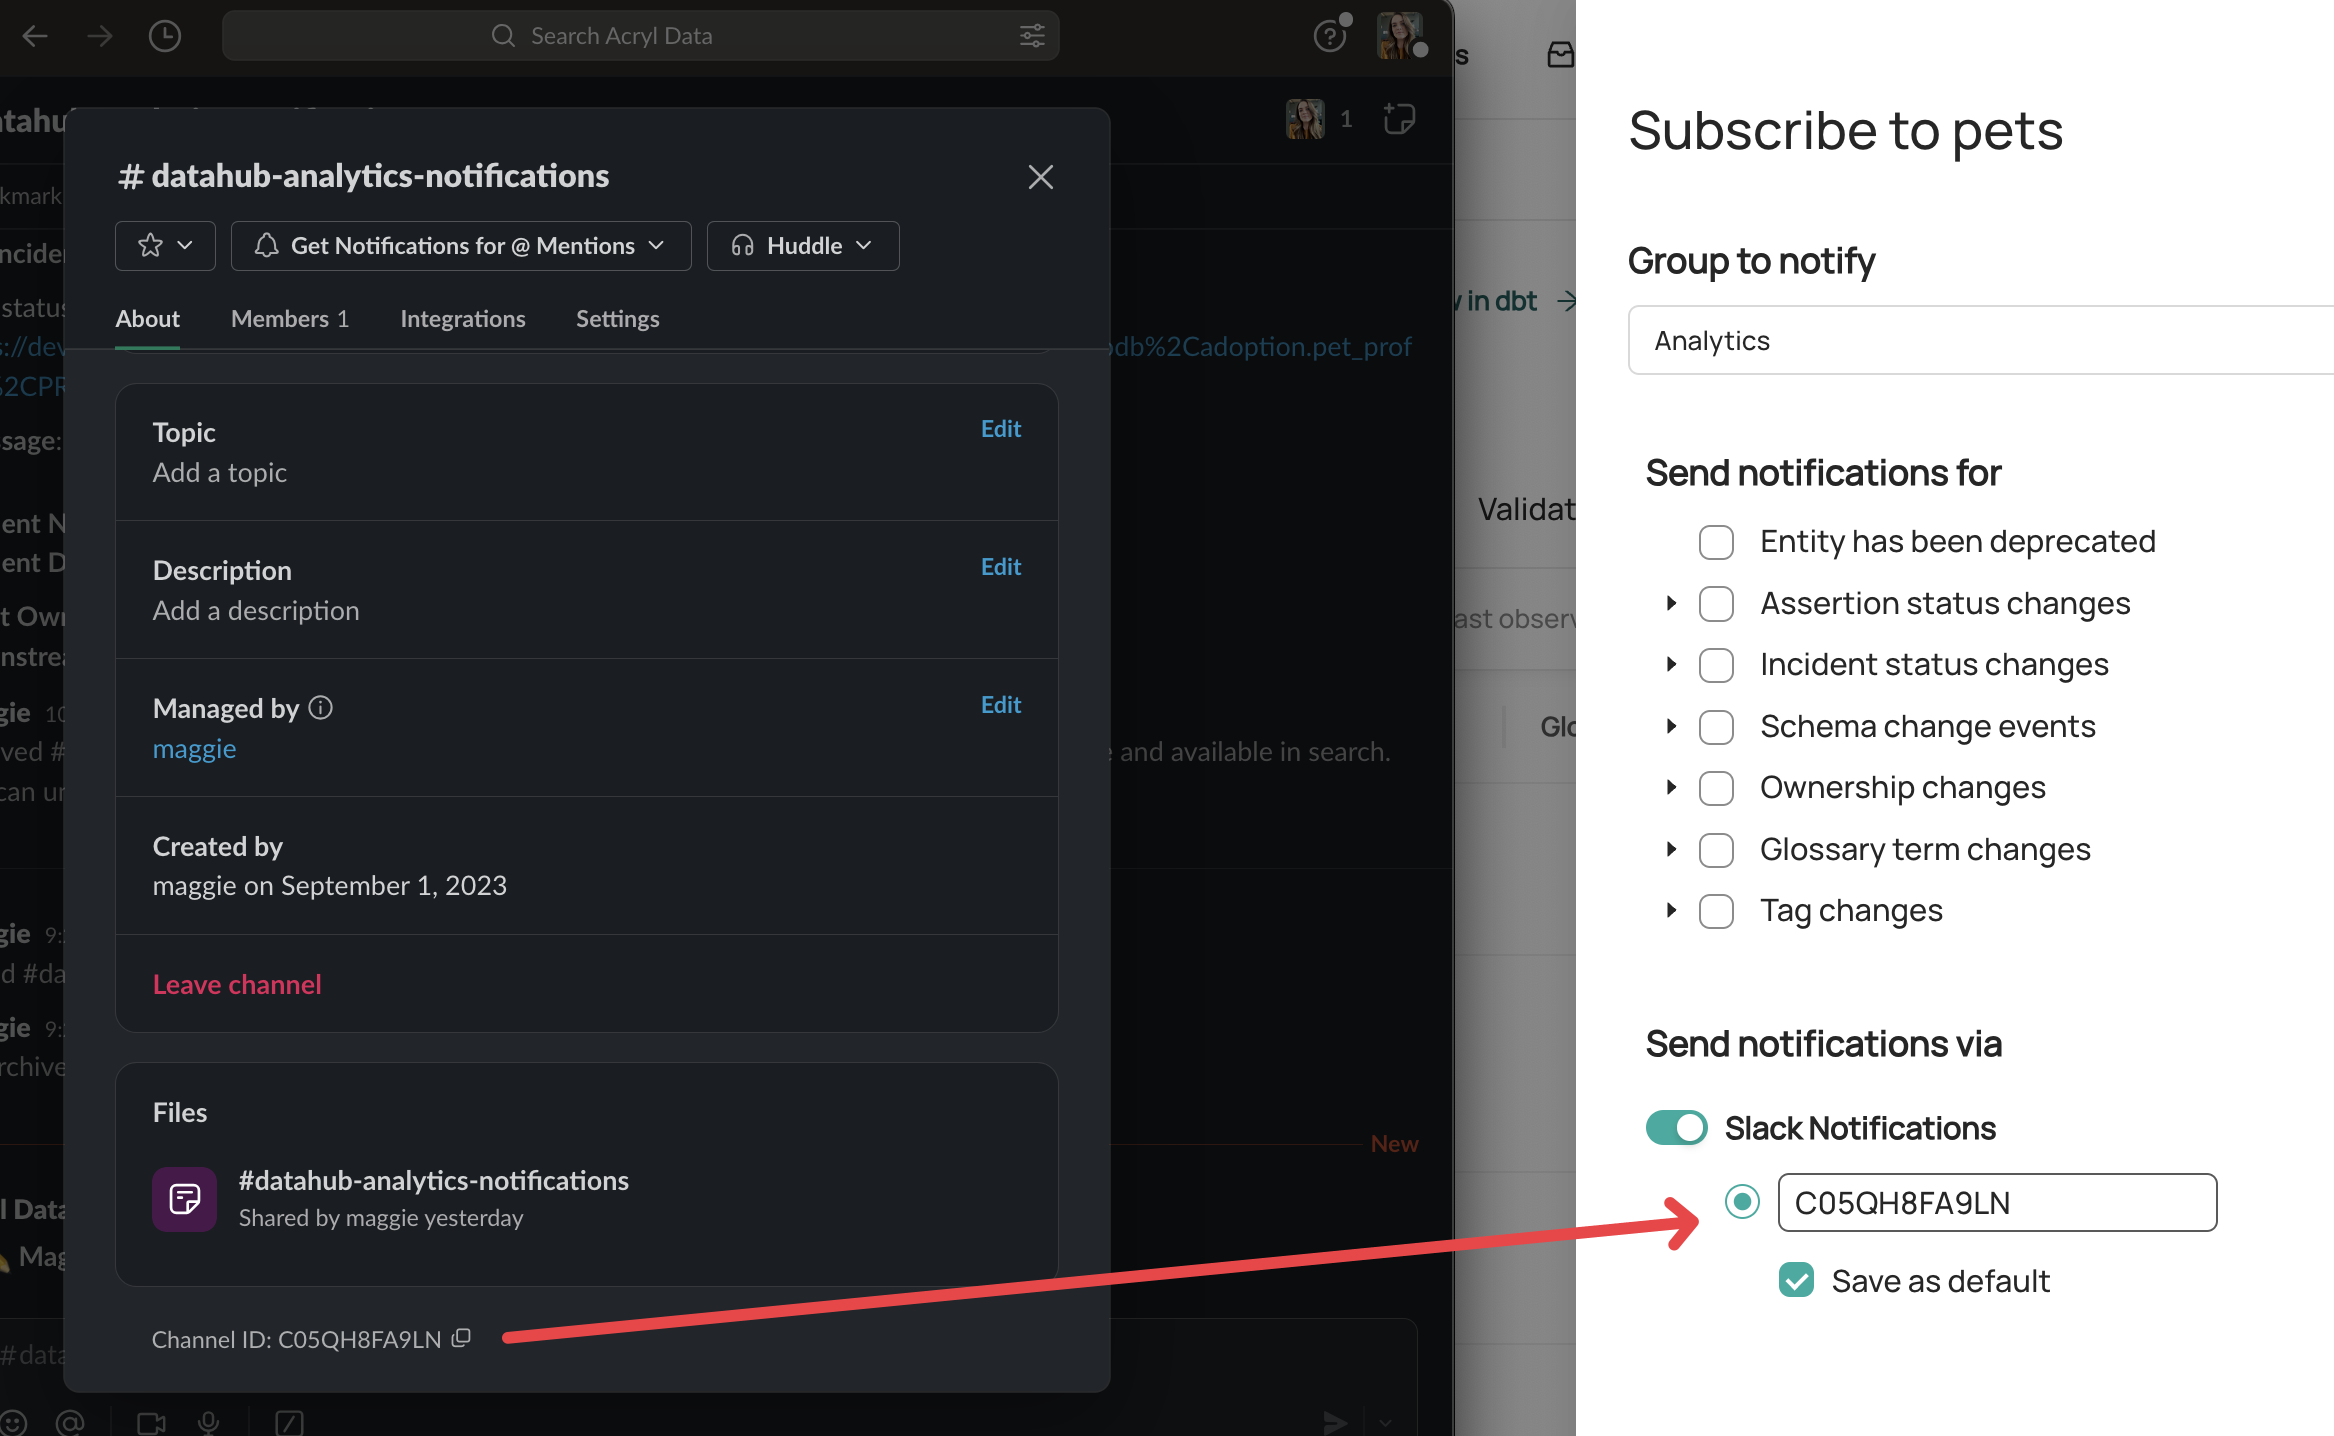 Search Acryl Data
1
# datahub-analytics-notifications
Get Notifications for @ Mentions
Huddle
About
Members 1
Integrations
Settings
Topic
Edit
Add a topic
Description
Edit
Add a description
Managed by
Edit
maggie
Created by
maggie on September 1, 2023
Leave channel
Files
#datahub-analytics-notifications
Shared by maggie yesterday
Channel ID: C05QH8FA9LN
%2CPR
sage:
status
db%2Cadoption.pet_prof
and available in search.
New
in dbt
Validat
ast observ
Subscribe to pets
Group to notify
Analytics
Send notifications for
Entity has been deprecated
Assertion status changes
Incident status changes
Schema change events
Ownership changes
Glossary term changes
Tag changes
Send notifications via
Slack Notifications
C05QH8FA9LN
Save as default